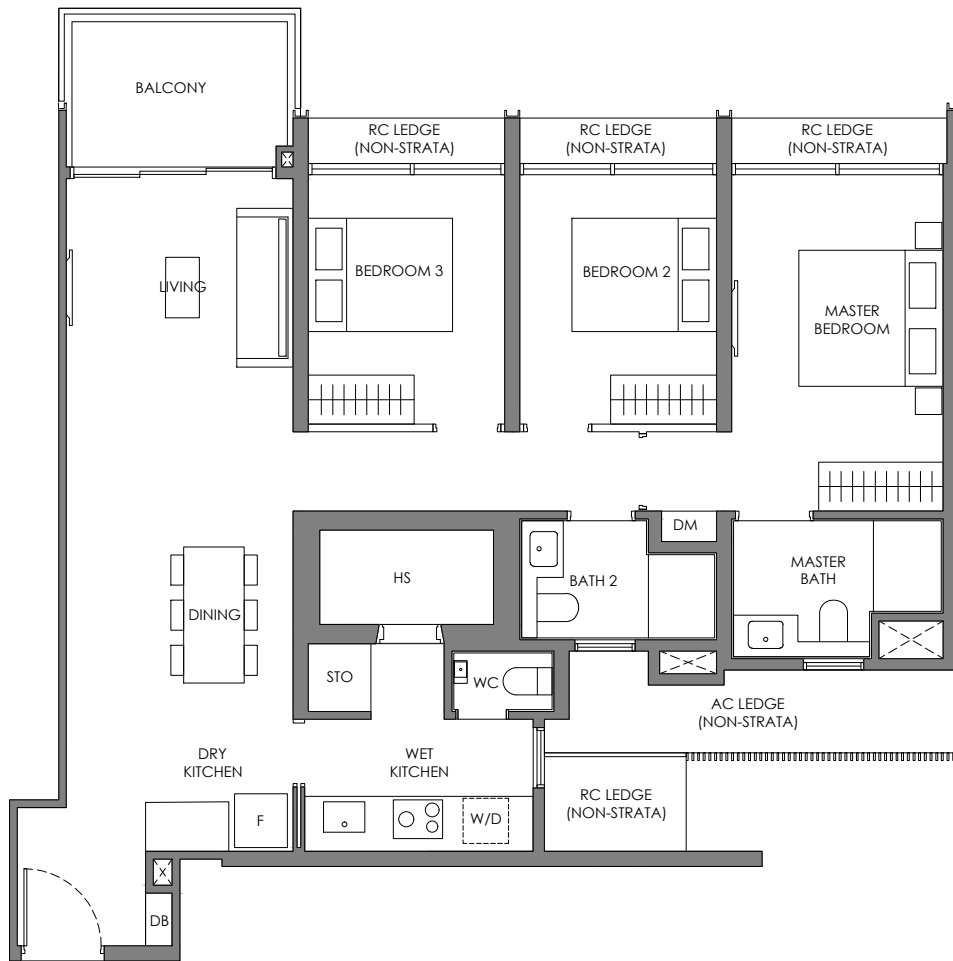 BALCONY
RC LEDGE
(NON-STRATA)
RC LEDGE
(NON-STRATA)
RC LEDGE
(NON-STRATA)
LIVING
BEDROOM 3
BEDROOM 2
MASTER
BEDROOM
DM
HS
BATH 2
MASTER
BATH
DINING
STO
WC
AC LEDGE
(NON-STRATA)
DRY
KITCHEN
WET
KITCHEN
RC LEDGE
(NON-STRATA)
F
W/D
X
DB